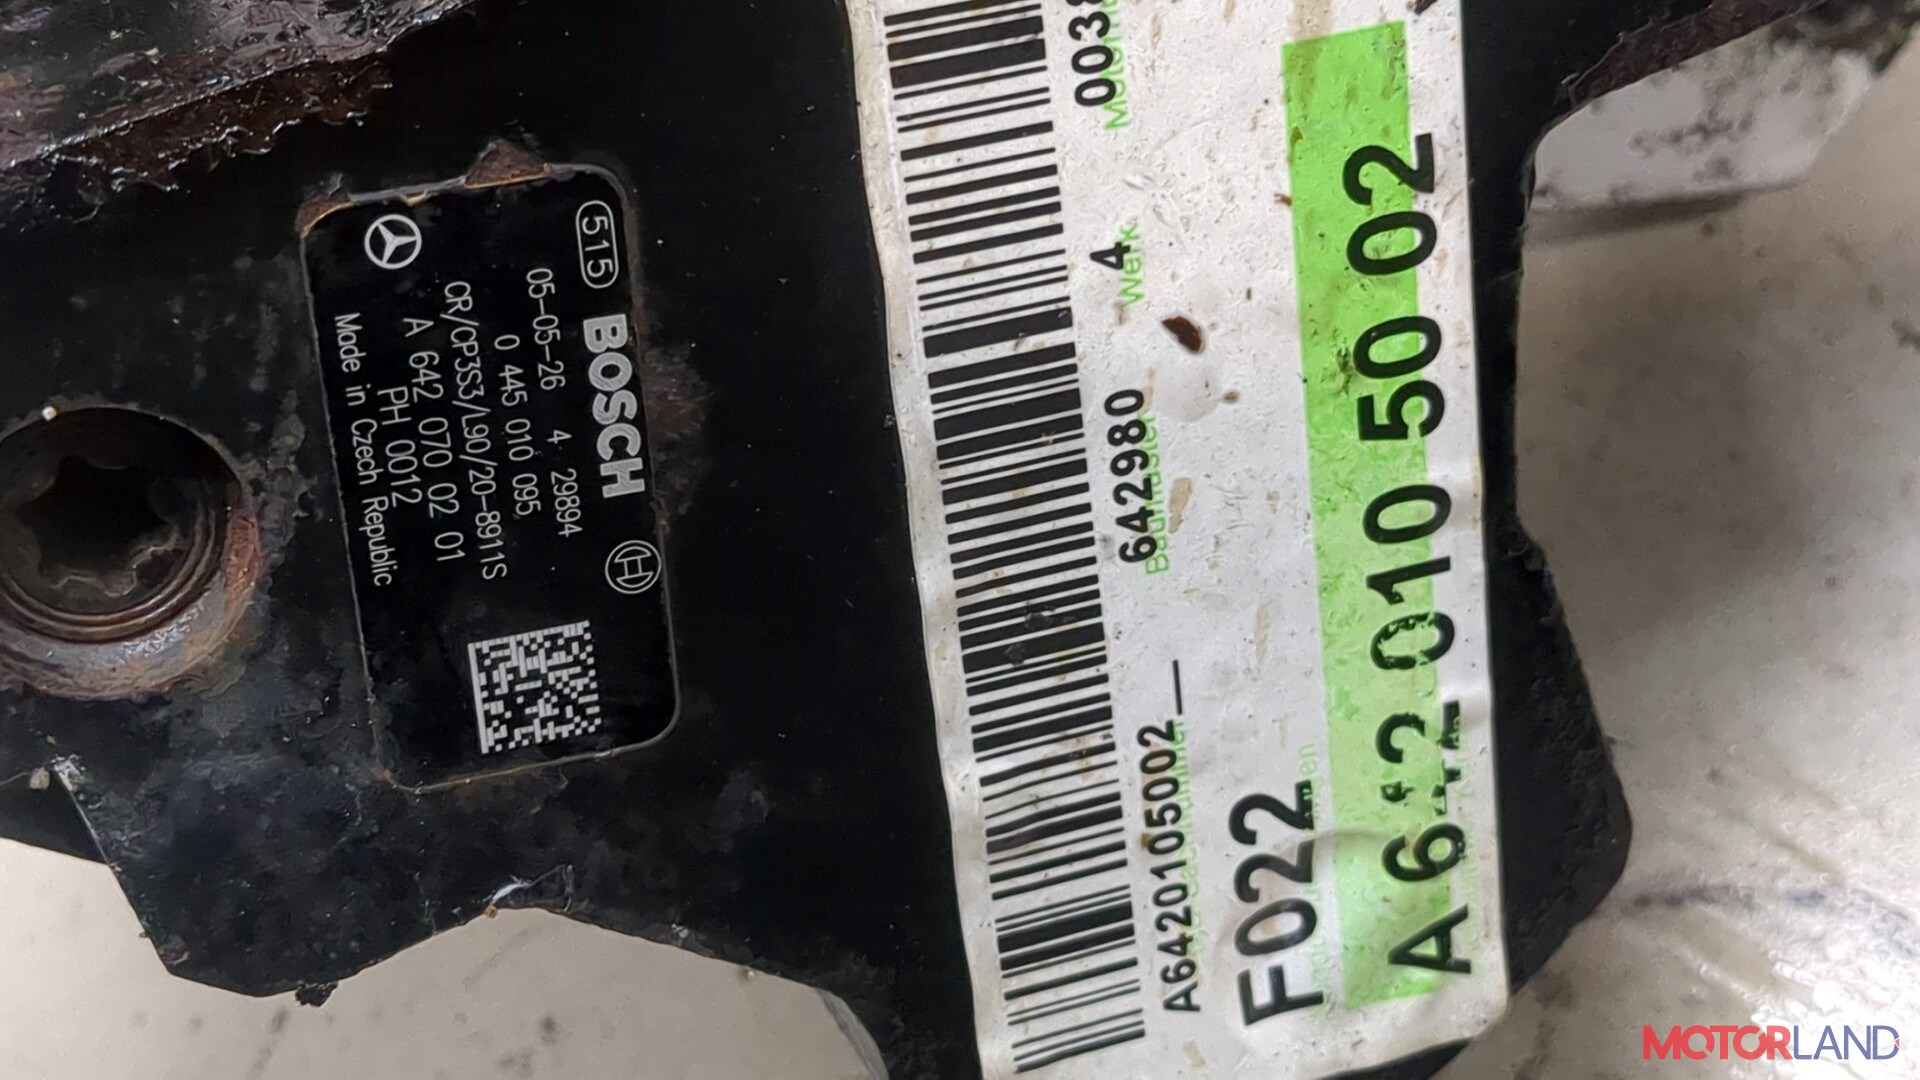 515 BOSCH
05-05-26 4 29894
0 445 010 095
CR/CP3S3/L90/20-8911S
A 642 070 02 01
PH 0012
Made in Czech Republic
A6420105002 642980 4
Baumuster Werk
F022
A 642 010 50 02
MOTORLAND